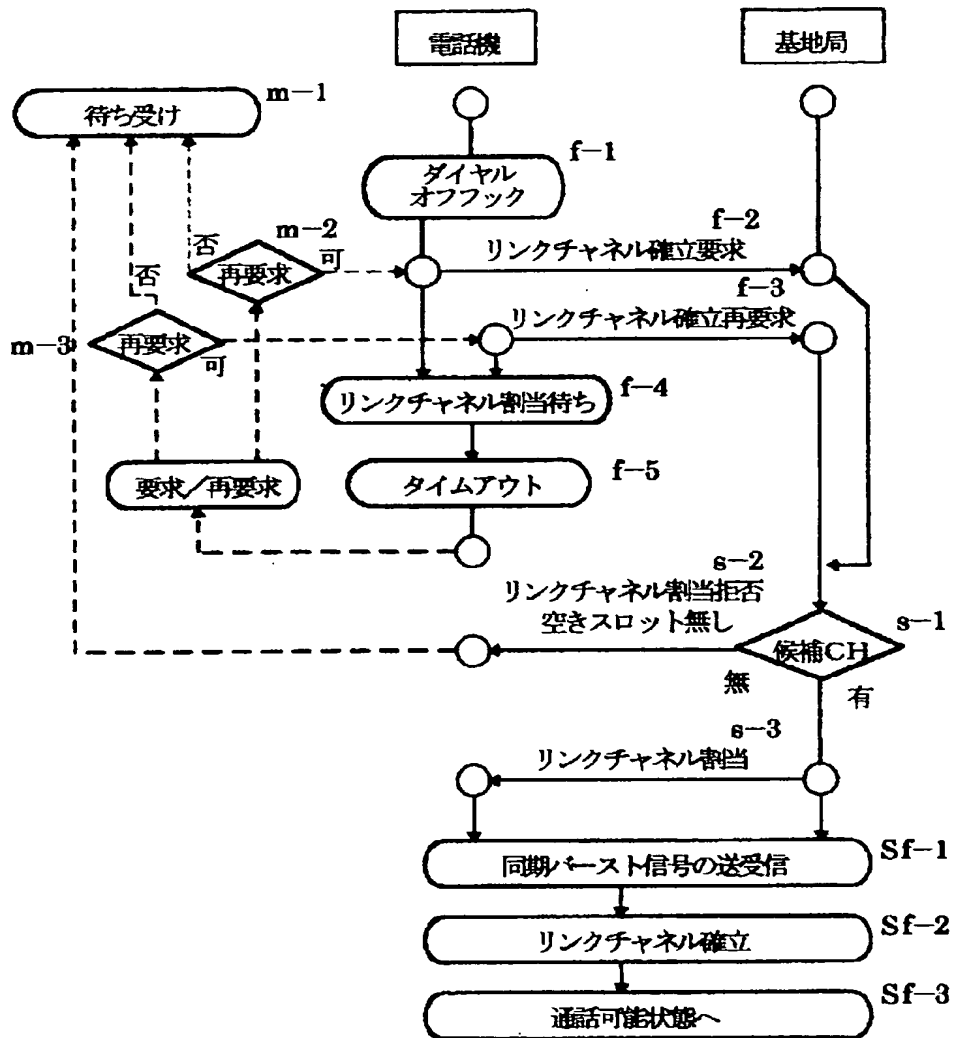 電話機
基地局
m-1
待ち受け
f-1
ダイヤル
オフフック
m-2
f-2
否
再要求
可
リンクチャネル確立要求
否
f-3
リンクチャネル確立再要求
m-3
再要求
可
リンクチャネル割当待ち
f-4
要求/再要求
タイムアウト
f-5
s-2
リンクチャネル割当拒否
空きスロット無し
s-1
候補CH
無
有
s-3
リンクチャネル割当
同期バースト信号の送受信
Sf-1
リンクチャネル確立
Sf-2
通話可能状態へ
Sf-3